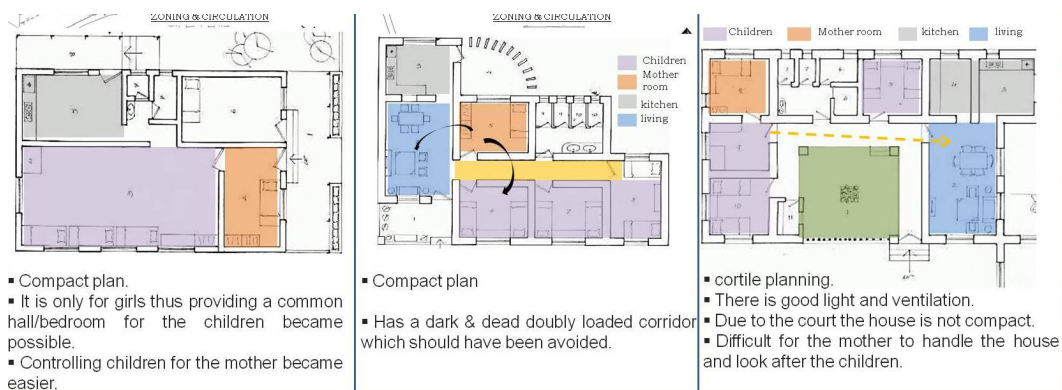 ZONING & CIRCULATION
▪ Compact plan.
▪ It is only for girls thus providing a common
hall/bedroom for the children became
possible.
▪ Controlling children for the mother became
easier.
ZONING & CIRCULATION
Children
Mother
room
kitchen
living
▪ Compact plan
▪ Has a dark & dead doubly loaded corridor
which should have been avoided.
Children
Mother room
kitchen
living
▪ cortile planning.
▪ There is good light and ventilation.
▪ Due to the court the house is not compact.
▪ Difficult for the mother to handle the house
and look after the children.